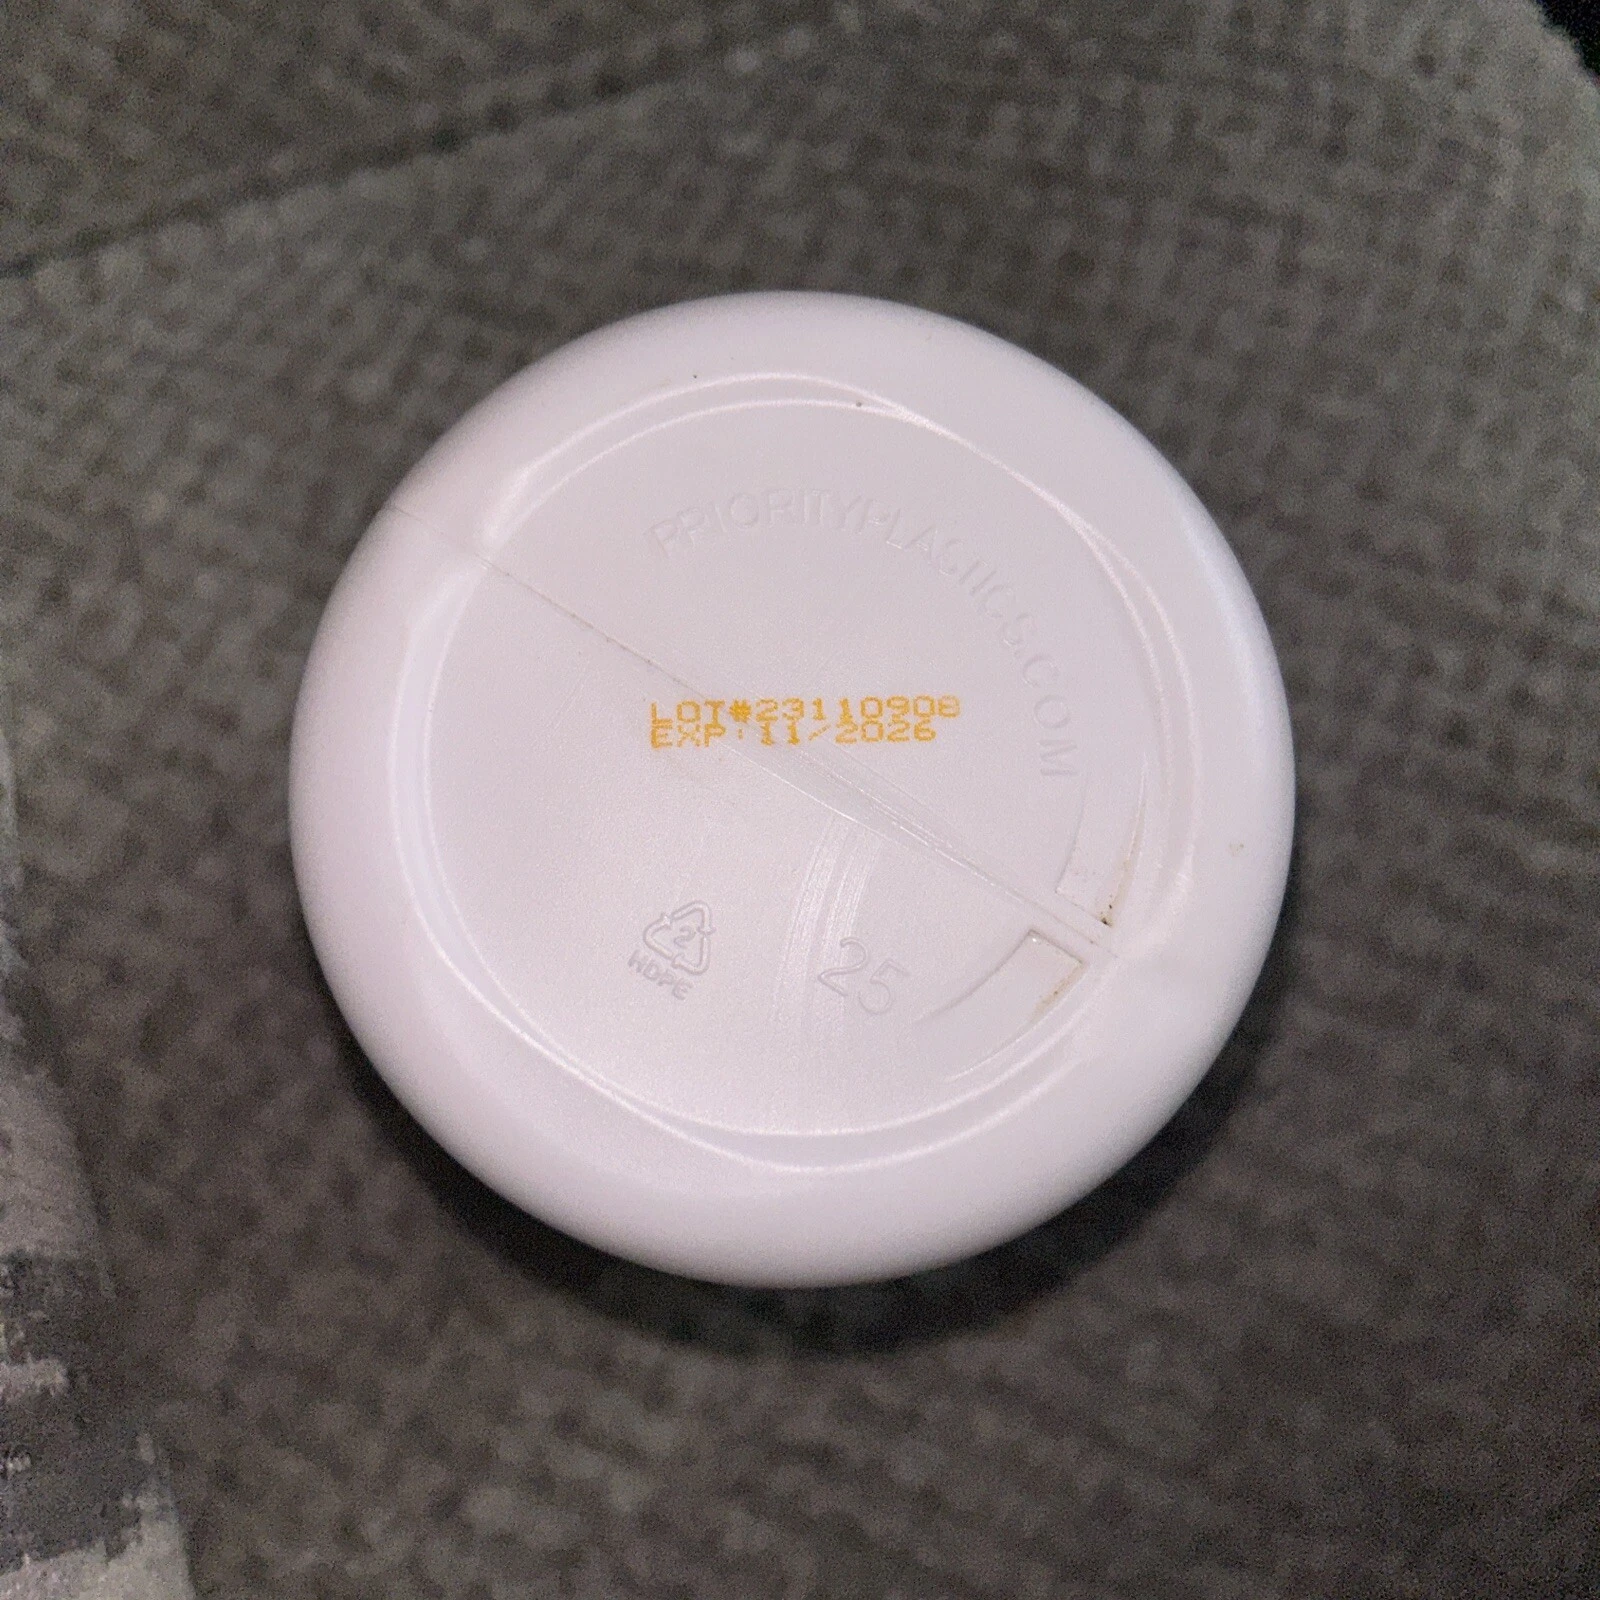 PRIORITYPLASTICS.COM
LOT#23110908
EXP:11/2026
2
HDPE
25